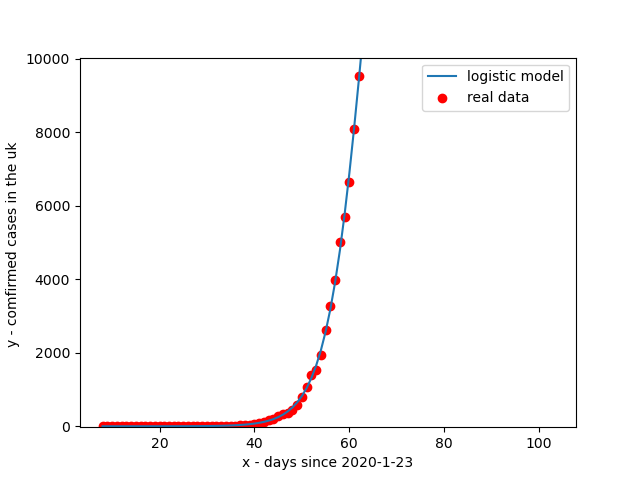 10000
8000
6000
4000
2000
0
y - comfirmed cases in the uk
logistic model
real data
20
40
60
80
100
x - days since 2020-1-23